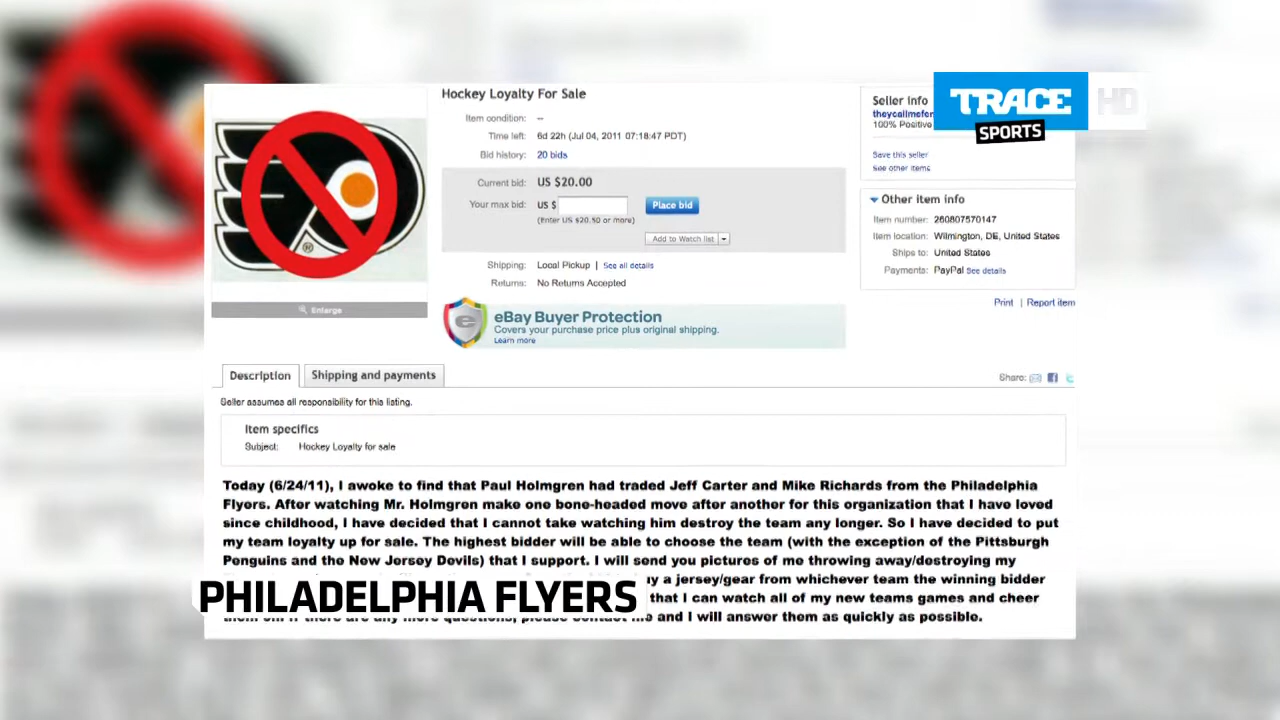 Hockey Loyalty For Sale
Item condition: --
Time left: 6d 22h (Jul 04, 2011 07:18:47 PDT)
Bid history: 20 bids
Current bid: US $20.00
Your max bid: US $
Place bid
(Enter US $20.50 or more)
Add to Watch list
Shipping: Local Pickup | See all details
Returns: No Returns Accepted
Enlarge
eBay Buyer Protection
Covers your purchase price plus original shipping.
Learn more
TRACE HD
SPORTS
Seller info
100% Positive
Save this seller
See other items
Other item info
Item number: 260807570147
Item location: Wilmington, DE, United States
Ships to: United States
Payments: PayPal See details
Print | Report item
Description
Shipping and payments
Share:
Seller assumes all responsibility for this listing.
Item specifics
Subject: Hockey Loyalty for sale
Today (6/24/11), I awoke to find that Paul Holmgren had traded Jeff Carter and Mike Richards from the Philadelphia
Flyers. After watching Mr. Holmgren make one bone-headed move after another for this organization that I have loved
since childhood, I have decided that I cannot take watching him destroy the team any longer. So I have decided to put
my team loyalty up for sale. The highest bidder will be able to choose the team (with the exception of the Pittsburgh
Penguins and the New Jersey Devils) that I support. I will send you pictures of me throwing away/destroying my
a jersey/gear from whichever team the winning bidder
that I can watch all of my new teams games and cheer
and I will answer them as quickly as possible.
PHILADELPHIA FLYERS